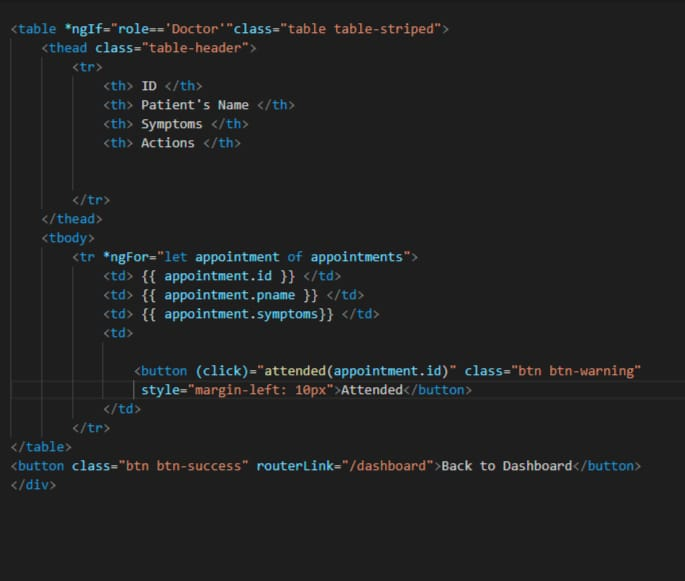 <table *ngIf="role=='Doctor'"class="table table-striped">
<thead class="table-header">
<tr>
<th> ID </th>
<th> Patient's Name </th>
<th> Symptoms </th>
<th> Actions </th>
</tr>
</thead>
<tbody>
<tr *ngFor="let appointment of appointments">
<td> {{ appointment.id }} </td>
<td> {{ appointment.pname }} </td>
<td> {{ appointment.symptoms}} </td>
<td>
<button (click)="attended(appointment.id)" class="btn btn-warning"
style="margin-left: 10px">Attended</button>
</td>
</tr>
</table>
<button class="btn btn-success" routerLink="/dashboard">Back to Dashboard</button>
</div>